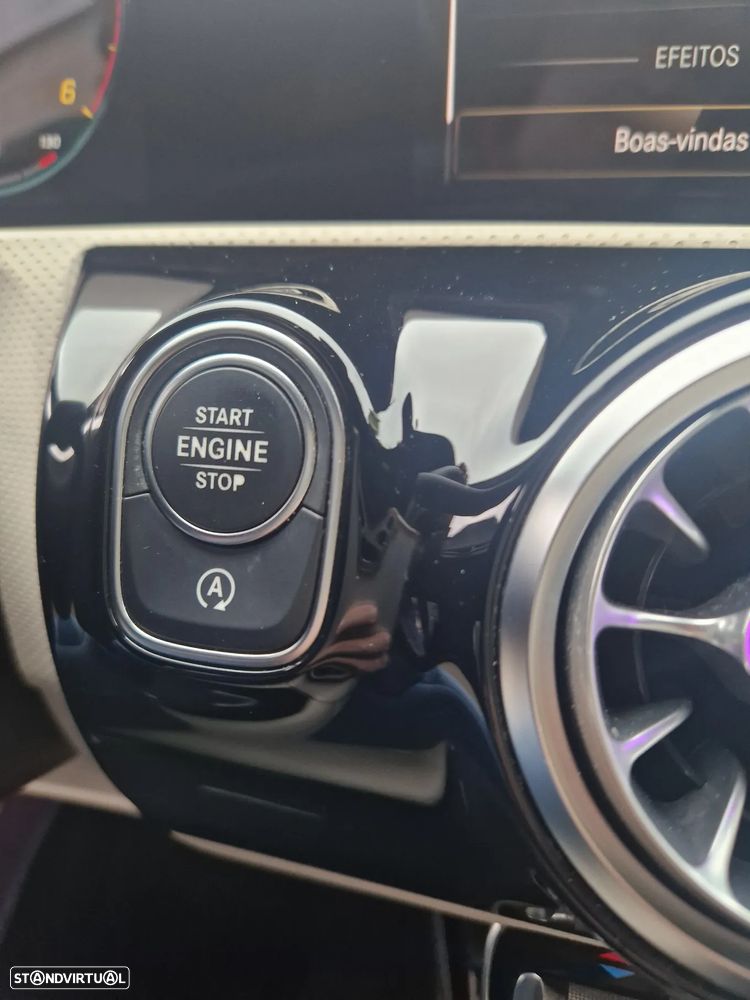 EFEITOS
6
Boas-vindas
130
START
ENGINE
STOP
A
STANDVIRTUAL